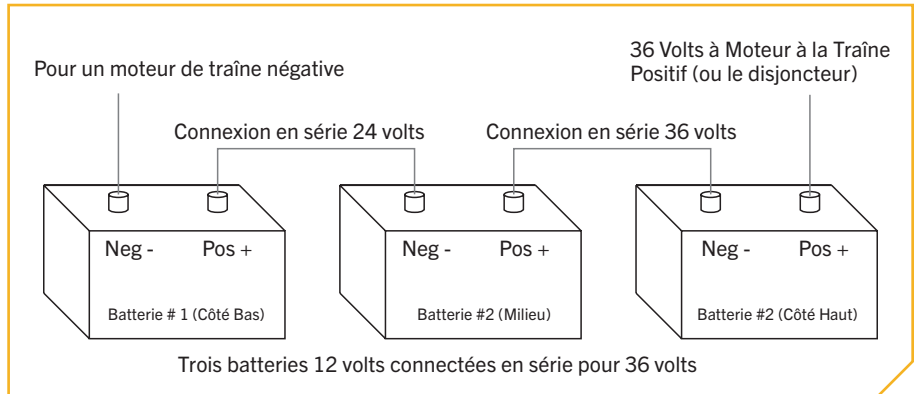 36 Volts à Moteur à la Traîne
Positif (ou le disjoncteur)
Pour un moteur de traîne négative
Connexion en série 24 volts
Connexion en série 36 volts
Neg -
Pos +
Neg -
Pos +
Neg -
Pos +
Batterie # 1 (Côté Bas)
Batterie #2 (Milieu)
Batterie #2 (Côté Haut)
Trois batteries 12 volts connectées en série pour 36 volts